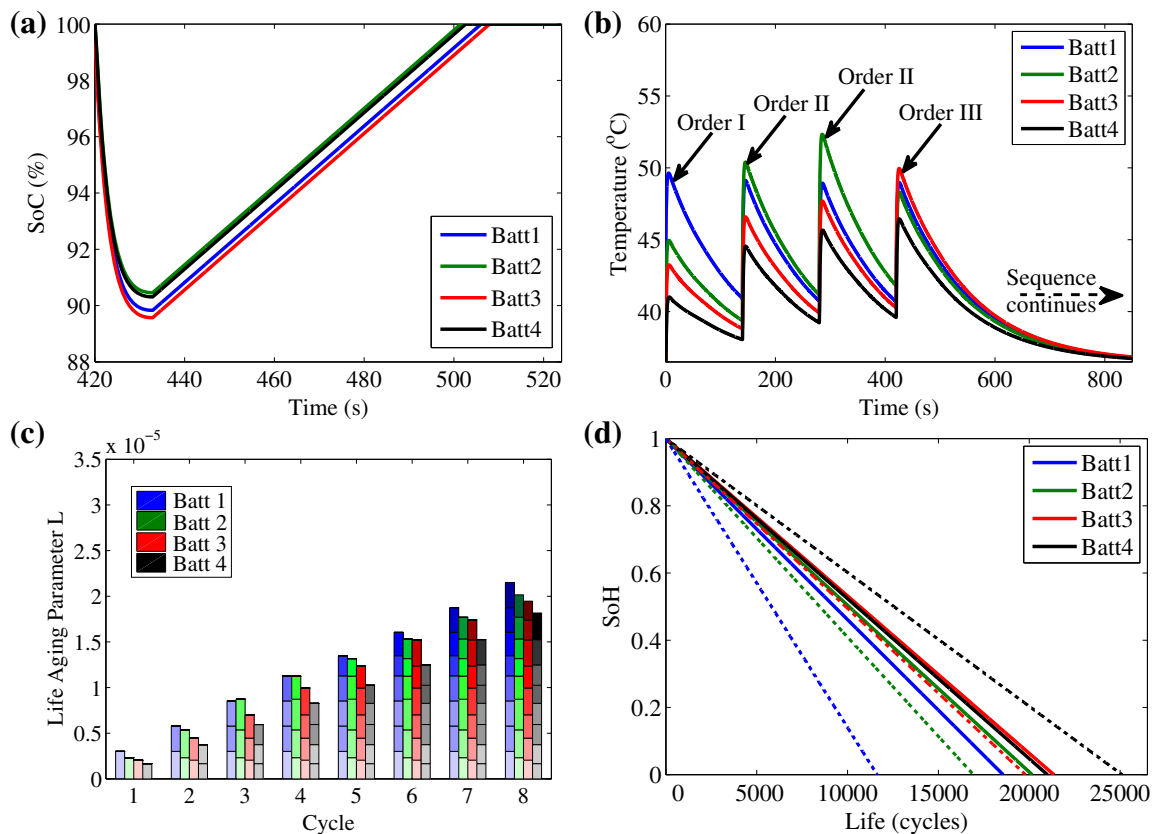 (a)
100
98
96
94
92
90
88
SoC (%)
420
440
460
480
500
520
Time (s)
Batt1
Batt2
Batt3
Batt4
(b)
60
55
50
45
40
Temperature (°C)
0
200
400
600
800
Time (s)
Order I
Order II
Order II
Order III
Sequence
continues
Batt1
Batt2
Batt3
Batt4
(c)
x 10⁻⁵
3.5
3
2.5
2
1.5
1
0.5
0
Life Aging Parameter L
1
2
3
4
5
6
7
8
Cycle
Batt 1
Batt 2
Batt 3
Batt 4
(d)
1
0.8
0.6
0.4
0.2
0
SoH
0
5000
10000
15000
20000
25000
Life (cycles)
Batt1
Batt2
Batt3
Batt4